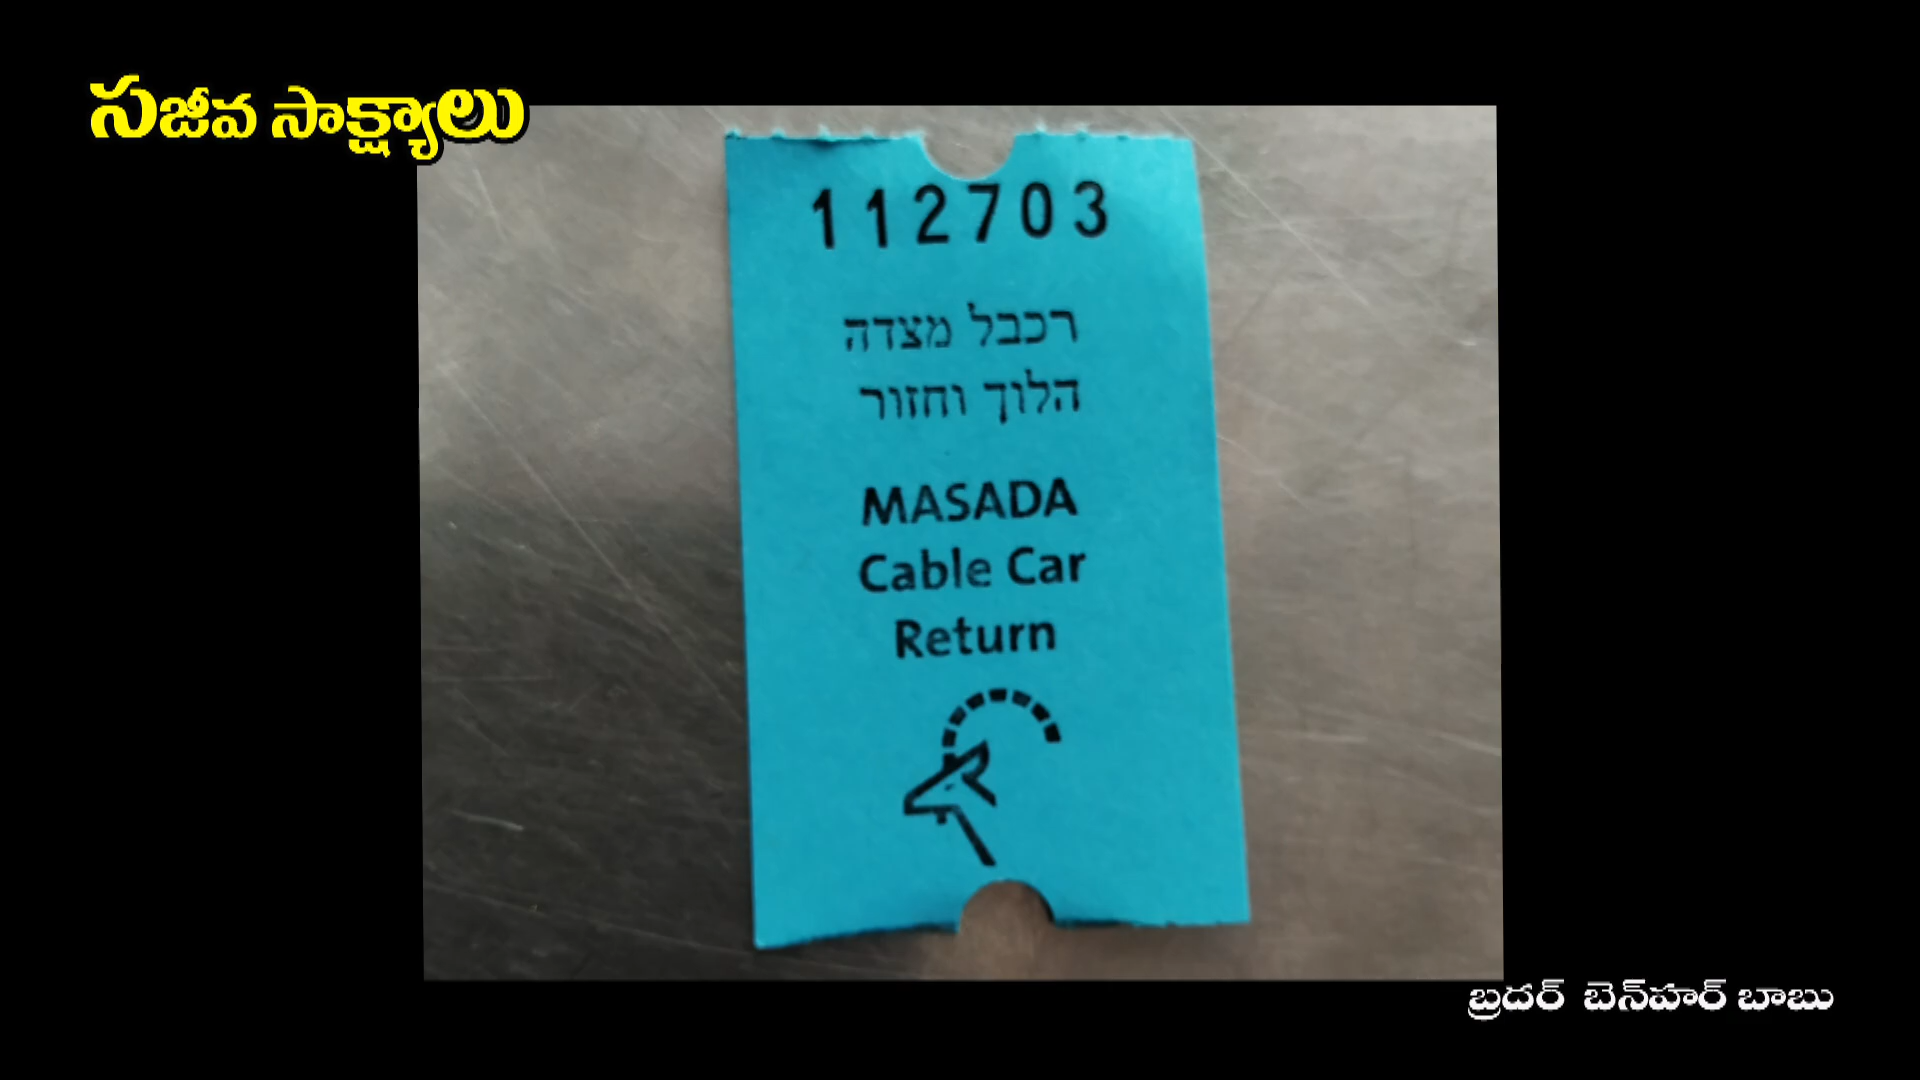 సజీవ సాక్ష్యాలు
112703
רכבל מצדה
הלוך וחזור
MASADA
Cable Car
Return
బ్రదర్ బెన్‌హర్ బాబు